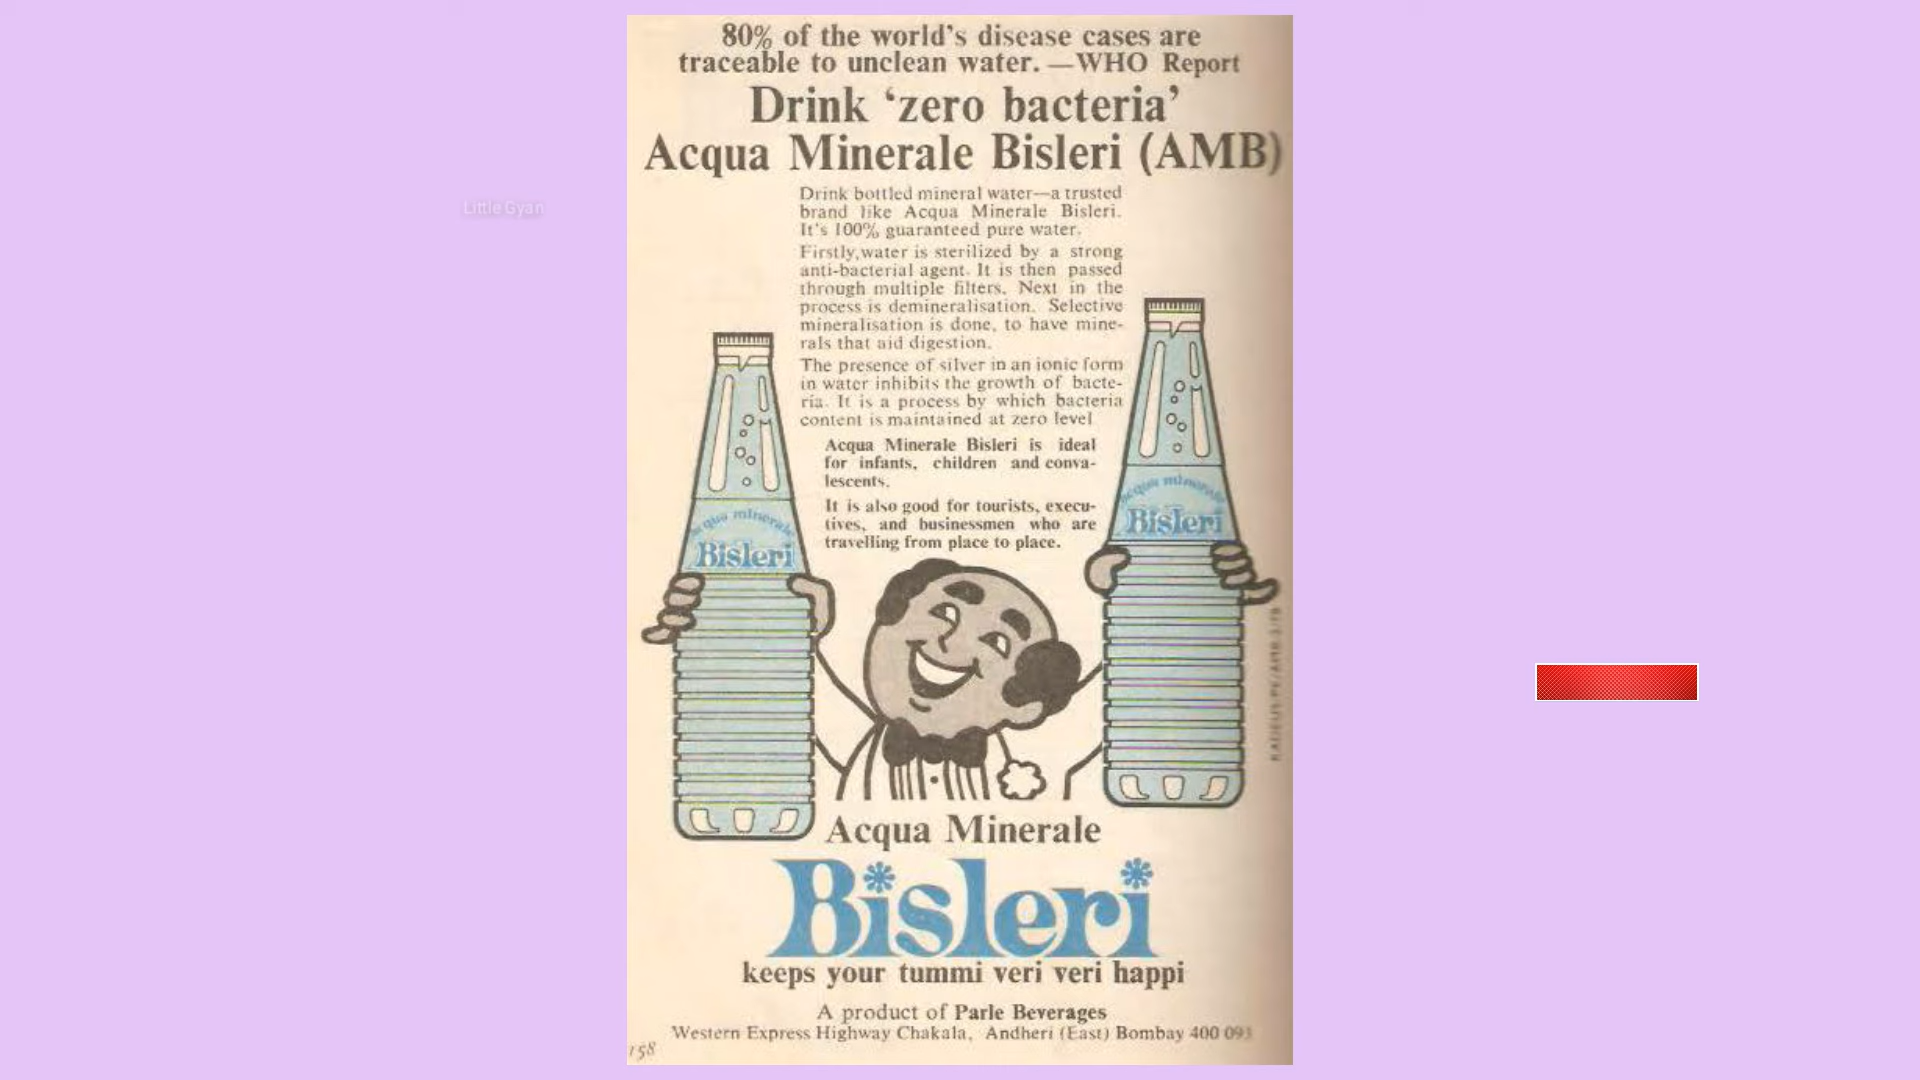 80% of the world's disease cases are
traceable to unclean water. —WHO Report
Drink 'zero bacteria'
Acqua Minerale Bisleri (AMB)
Little Gyan
Drink bottled mineral water—a trusted
brand like Acqua Minerale Bisleri.
It's 100% guaranteed pure water.
Firstly, water is sterilized by a strong
anti-bacterial agent. It is then passed
through multiple filters. Next in the
process is demineralisation. Selective
mineralisation is done, to have mine-
rals that aid digestion.
The presence of silver in an ionic form
in water inhibits the growth of bacte-
ria. It is a process by which bacteria
content is maintained at zero level
Acqua Minerale Bisleri is ideal
for infants, children and conva-
lescents.
It is also good for tourists, execu-
tives, and businessmen who are
travelling from place to place.
acqua minerale
Bisleri
acqua minerale
Bisleri
Acqua Minerale
Bisleri
keeps your tummi veri veri happi
A product of Parle Beverages
Western Express Highway Chakala, Andheri (East) Bombay 400 093
158